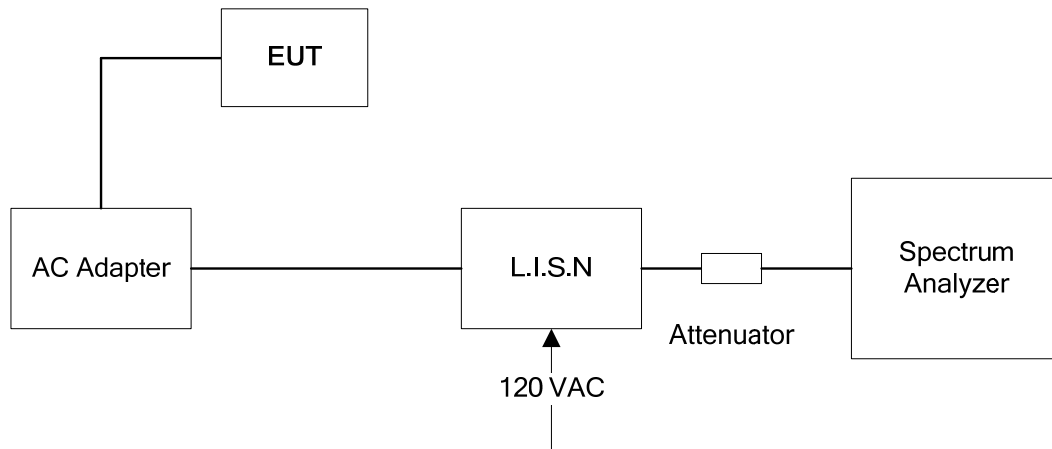 EUT
AC Adapter
L.I.S.N
Spectrum
Analyzer
Attenuator
120 VAC